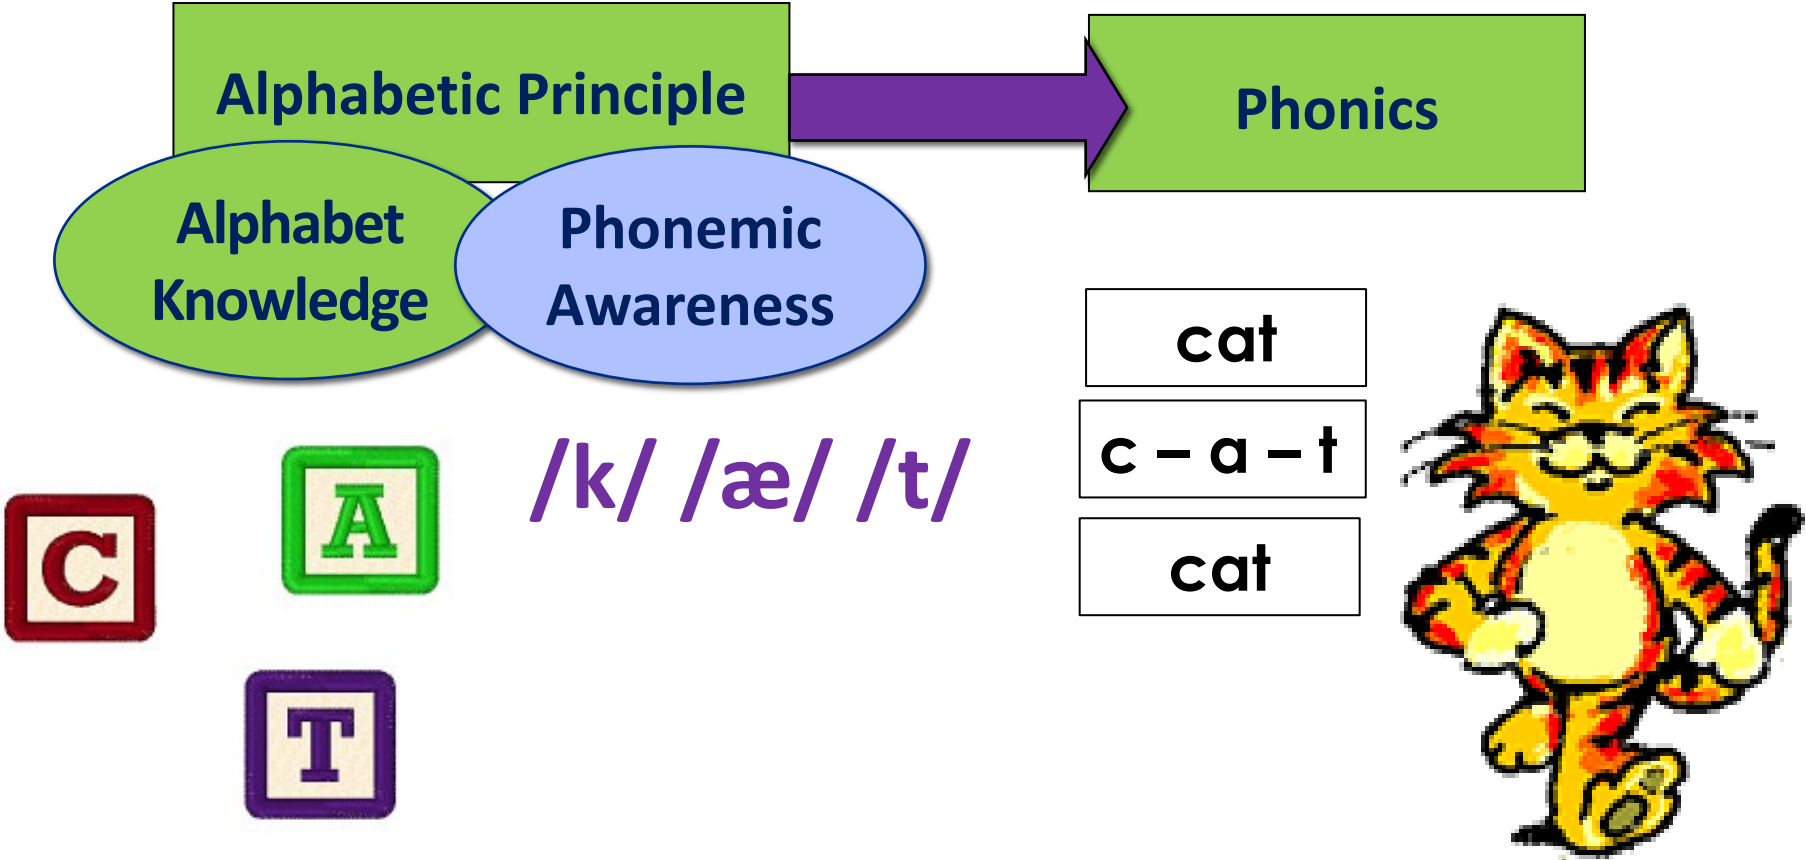 Alphabetic Principle
Phonics
Alphabet
Knowledge
Phonemic
Awareness
/k/ /æ/ /t/
C
A
T
cat
c – a – t
cat